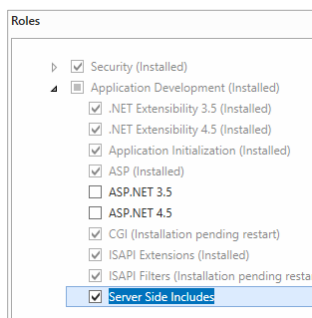 Roles
Security (Installed)
Application Development (Installed)
.NET Extensibility 3.5 (Installed)
.NET Extensibility 4.5 (Installed)
Application Initialization (Installed)
ASP (Installed)
ASP.NET 3.5
ASP.NET 4.5
CGI (Installation pending restart)
ISAPI Extensions (Installed)
ISAPI Filters (Installation pending resta
Server Side Includes